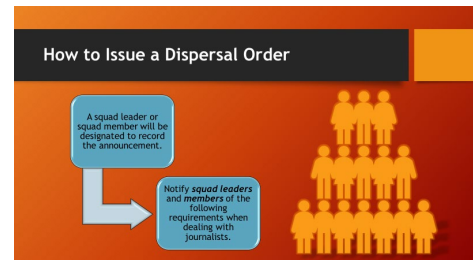 How to Issue a Dispersal Order
A squad leader or
squad member will be
designated to record
the announcement.
Notify squad leaders
and members of the
following
requirements when
dealing with
journalists.